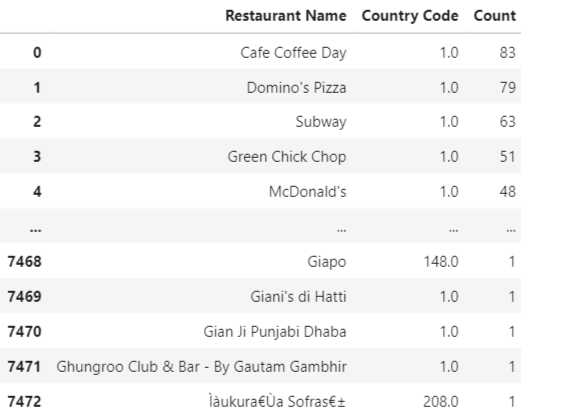 Restaurant Name Country Code Count
0 Cafe Coffee Day 1.0 83
1 Domino's Pizza 1.0 79
2 Subway 1.0 63
3 Green Chick Chop 1.0 51
4 McDonald's 1.0 48
... ... ... ...
7468 Giapo 148.0 1
7469 Giani's di Hatti 1.0 1
7470 Gian Ji Punjabi Dhaba 1.0 1
7471 Ghungroo Club & Bar - By Gautam Gambhir 1.0 1
7472 Ìàukura€Ùa Sofras€± 208.0 1